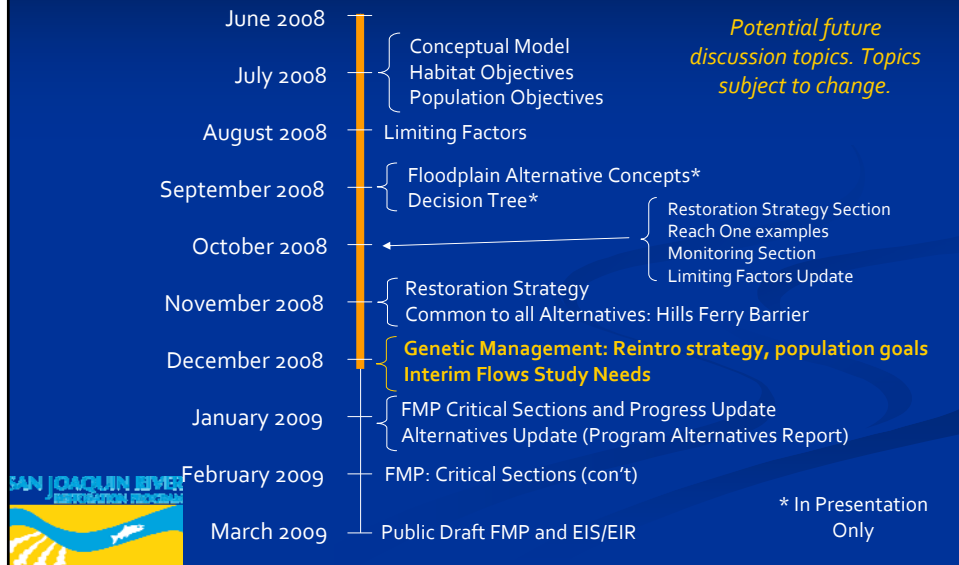 June 2008
Potential future
discussion topics. Topics
subject to change.
July 2008
Conceptual Model
Habitat Objectives
Population Objectives
August 2008
Limiting Factors
September 2008
Floodplain Alternative Concepts*
Decision Tree*
October 2008
Restoration Strategy Section
Reach One examples
Monitoring Section
Limiting Factors Update
November 2008
Restoration Strategy
Common to all Alternatives: Hills Ferry Barrier
December 2008
Genetic Management: Reintro strategy, population goals
Interim Flows Study Needs
January 2009
FMP Critical Sections and Progress Update
Alternatives Update (Program Alternatives Report)
February 2009
FMP: Critical Sections (con’t)
March 2009
Public Draft FMP and EIS/EIR
* In Presentation
Only
SAN JOAQUIN RIVER
RESTORATION PROGRAM